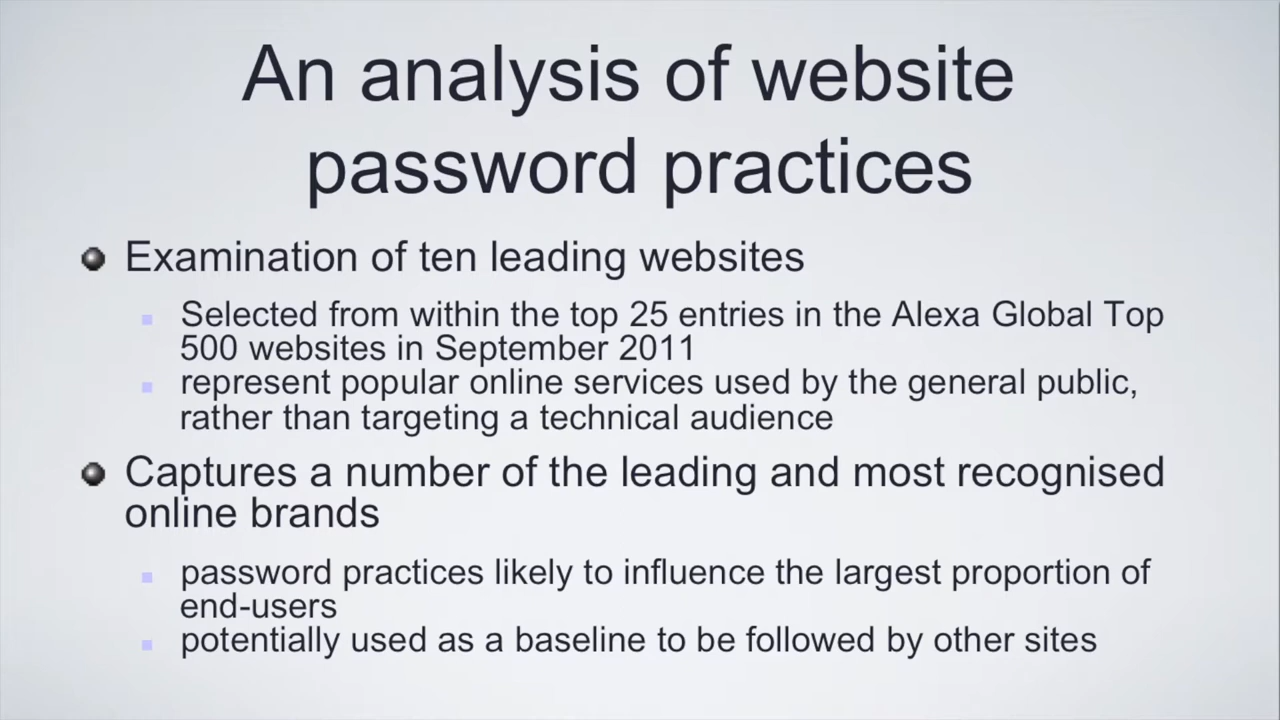 An analysis of website
password practices
Examination of ten leading websites
Selected from within the top 25 entries in the Alexa Global Top
500 websites in September 2011
represent popular online services used by the general public,
rather than targeting a technical audience
Captures a number of the leading and most recognised
online brands
password practices likely to influence the largest proportion of
end-users
potentially used as a baseline to be followed by other sites